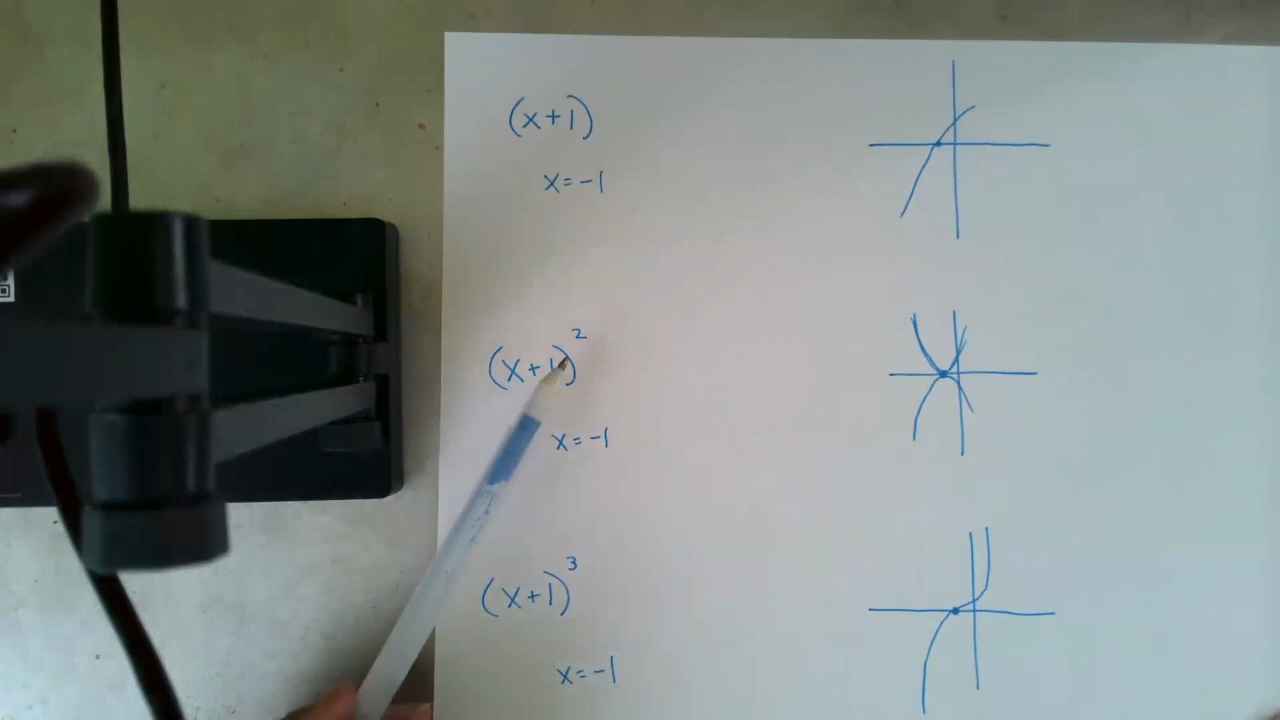 (x+1)
x=-1
(x+1)²
x=-1
(x+1)³
x=-1